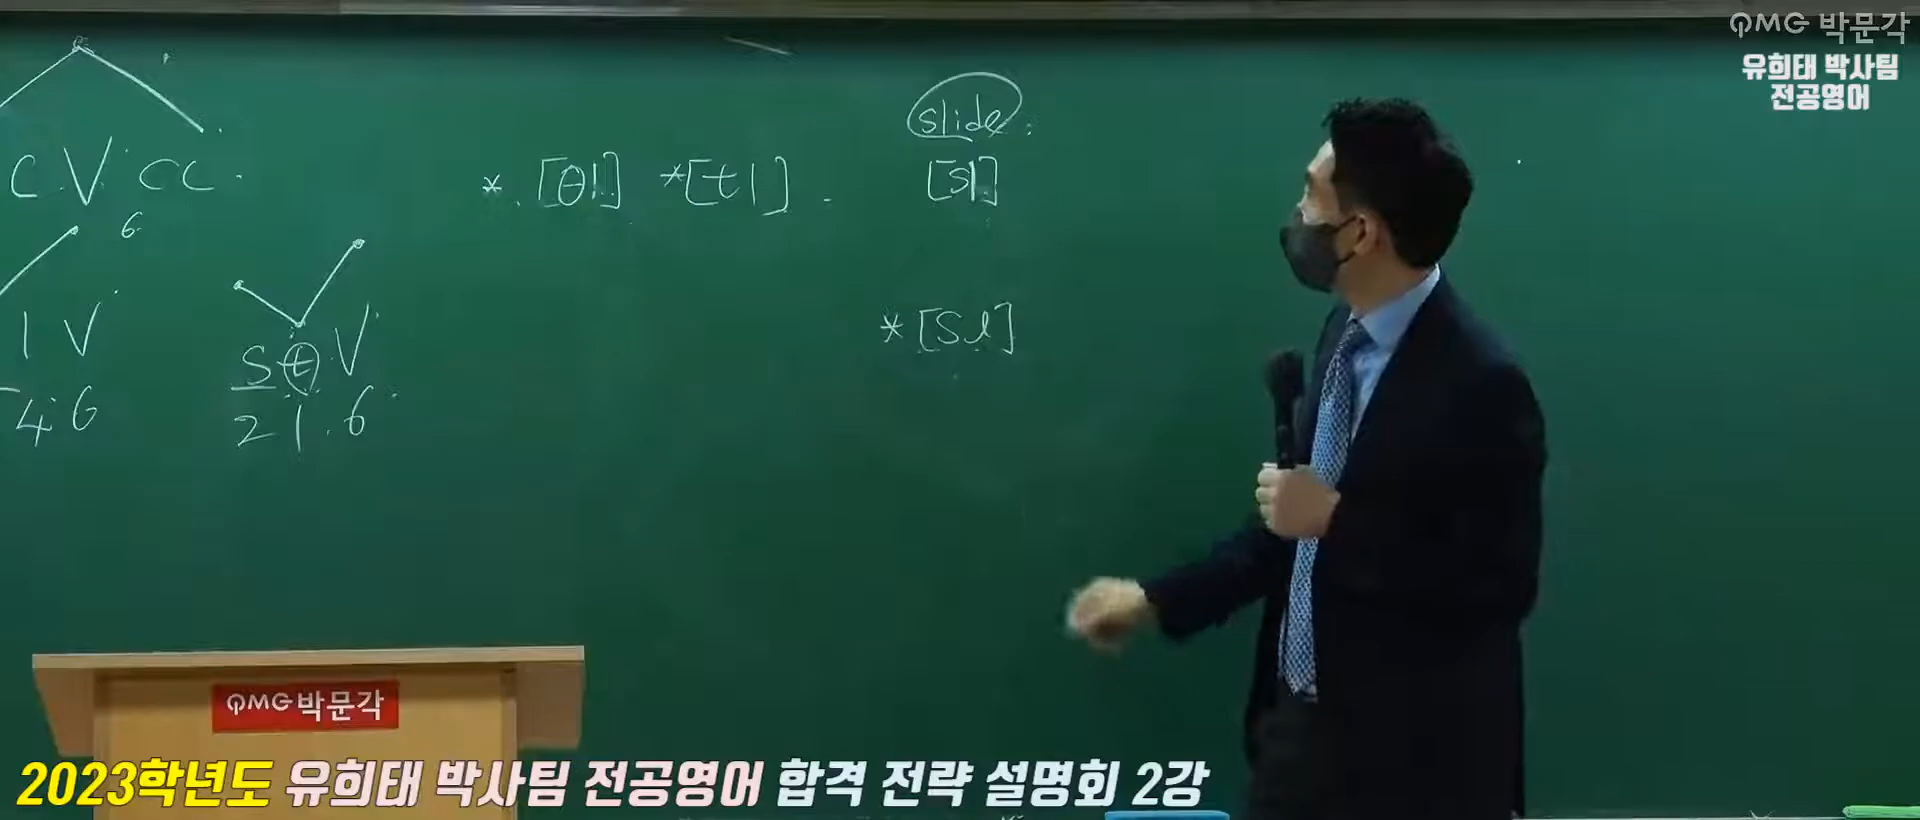 PMG 박문각
유희태 박사팀
전공영어
slide.
C V CC.
*[θl] *[tl].
[sl]
6.
l V
s t V
*[sl]
4 6
2 1 6
PMG 박문각
2023학년도 유희태 박사팀 전공영어 합격 전략 설명회 2강